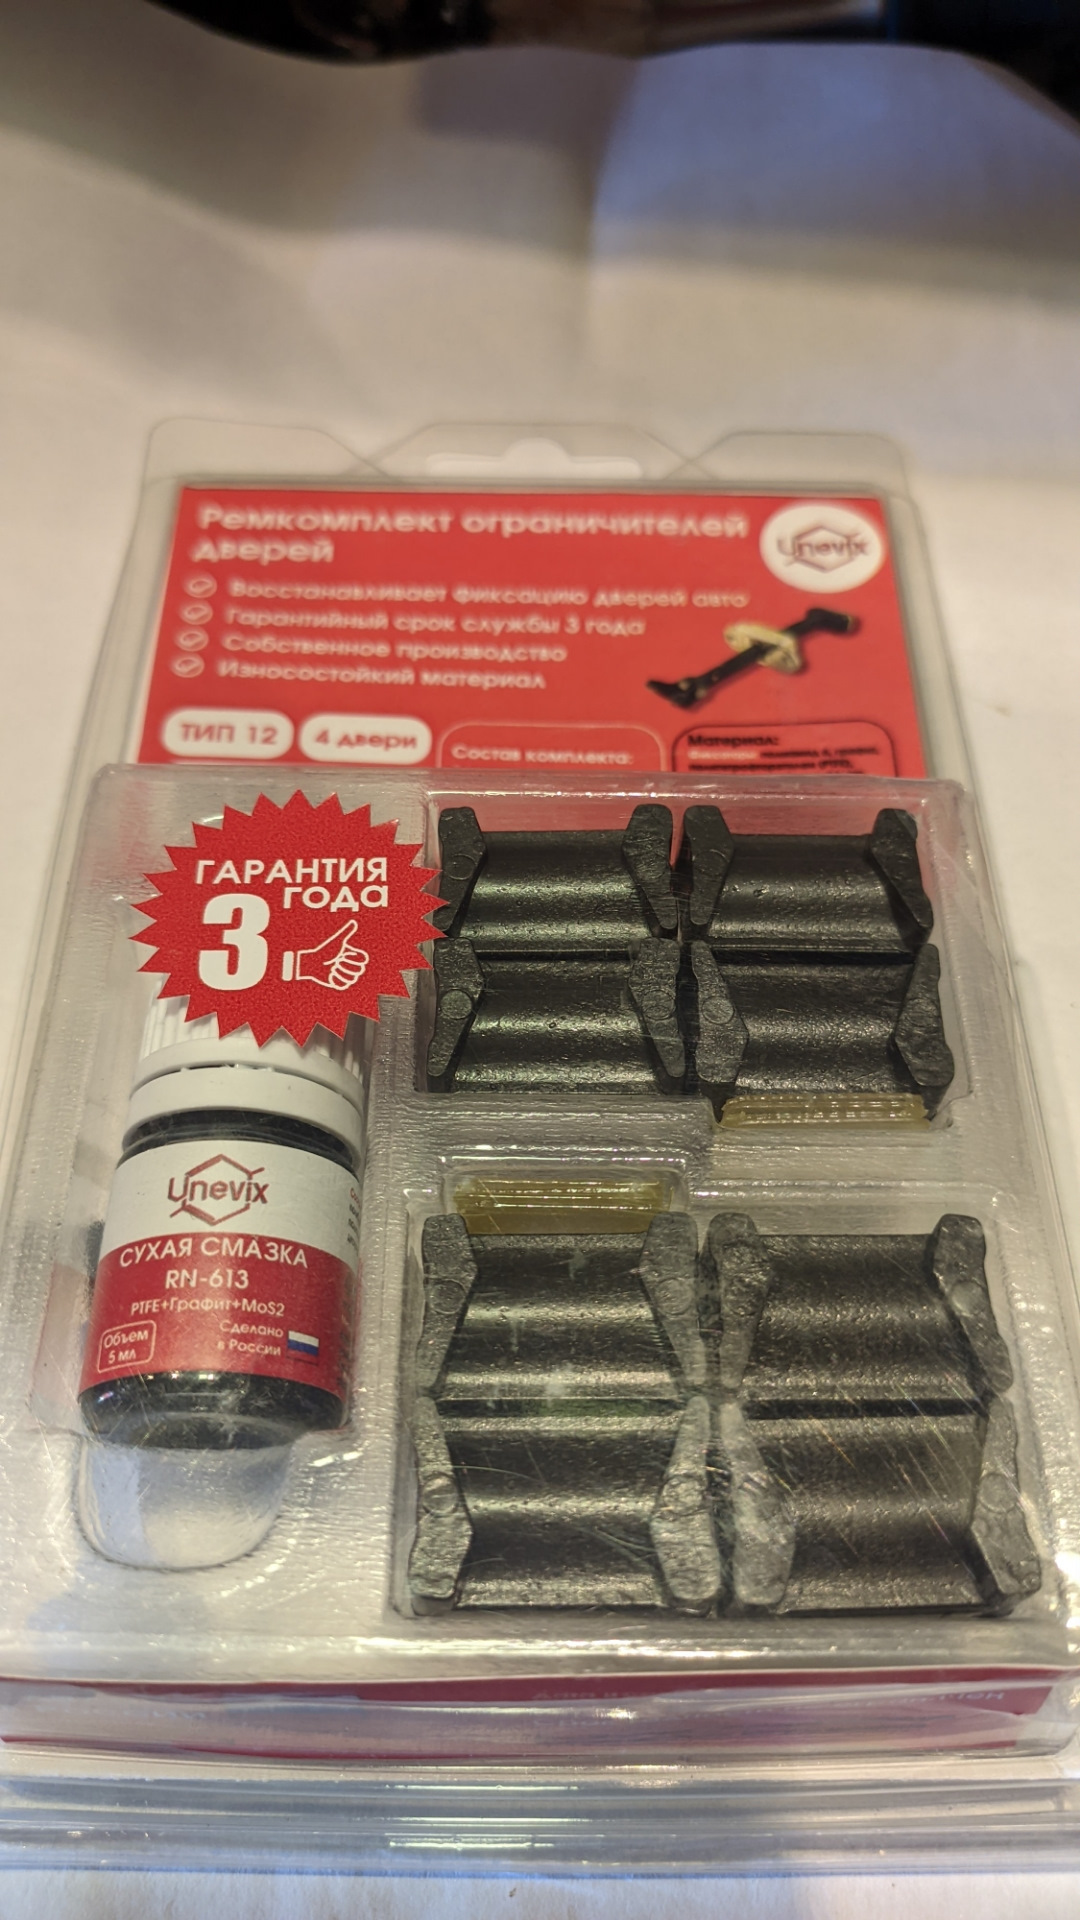 Ремкомплект ограничителей
дверей
Unevix
Восстанавливает фиксацию дверей авто
Гарантийный срок службы 3 года
Собственное производство
Износостойкий материал
ТИП 12
4 двери
Состав комплекта:
Материал:
ГАРАНТИЯ
3 года
Unevix
СУХАЯ СМАЗКА
RN-613
PTFE+Графит+MoS2
Объем
5 мл
Сделано
в России